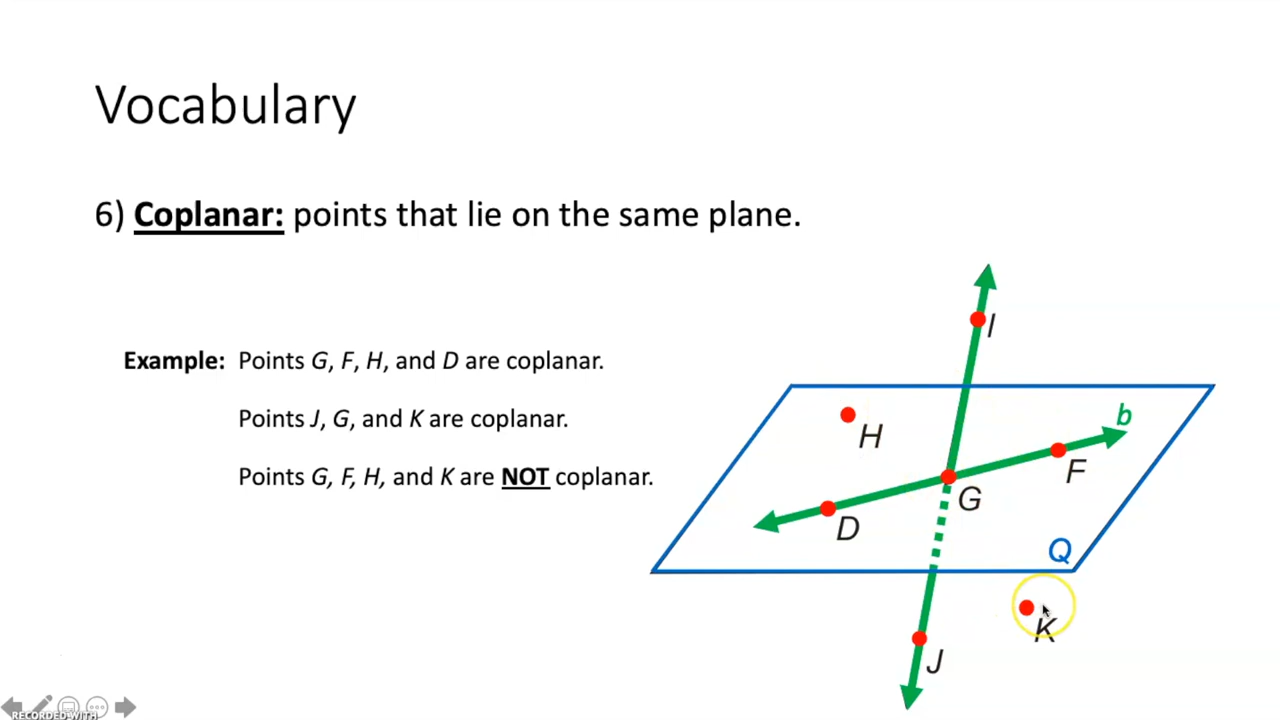 Vocabulary
6) Coplanar: points that lie on the same plane.
Example: Points G, F, H, and D are coplanar.
Points J, G, and K are coplanar.
Points G, F, H, and K are NOT coplanar.
I
b
H
F
G
D
Q
K
J
RECORDED WITH